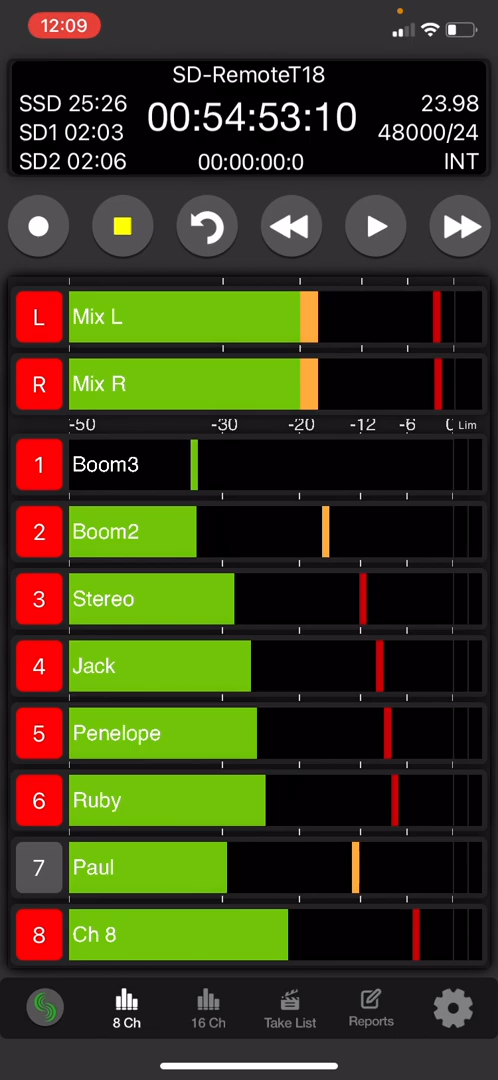 12:09
SD-RemoteT18
SSD 25:26
00:54:53:10
23.98
SD1 02:03
48000/24
SD2 02:06
00:00:00:0
INT
L Mix L
R Mix R
-50 -30 -20 -12 -6 0 Lim
1 Boom3
2 Boom2
3 Stereo
4 Jack
5 Penelope
6 Ruby
7 Paul
8 Ch 8
8 Ch
16 Ch
Take List
Reports